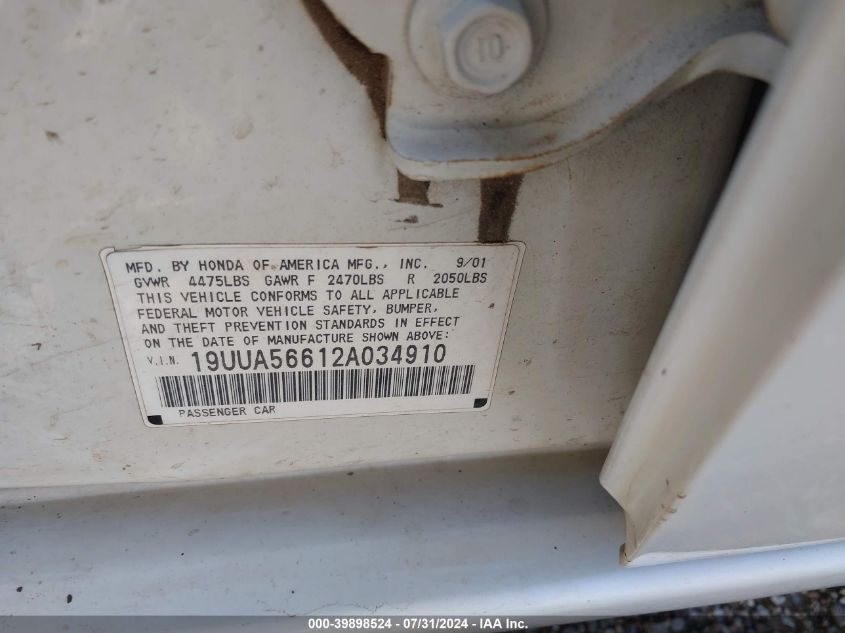 10
MFD. BY HONDA OF AMERICA MFG., INC. 9/01
GVWR 4475LBS GAWR F 2470LBS R 2050LBS
THIS VEHICLE CONFORMS TO ALL APPLICABLE
FEDERAL MOTOR VEHICLE SAFETY, BUMPER,
AND THEFT PREVENTION STANDARDS IN EFFECT
ON THE DATE OF MANUFACTURE SHOWN ABOVE:
V.I.N. 19UUA56612A034910
PASSENGER CAR
000-39898524 - 07/31/2024 - IAA Inc.